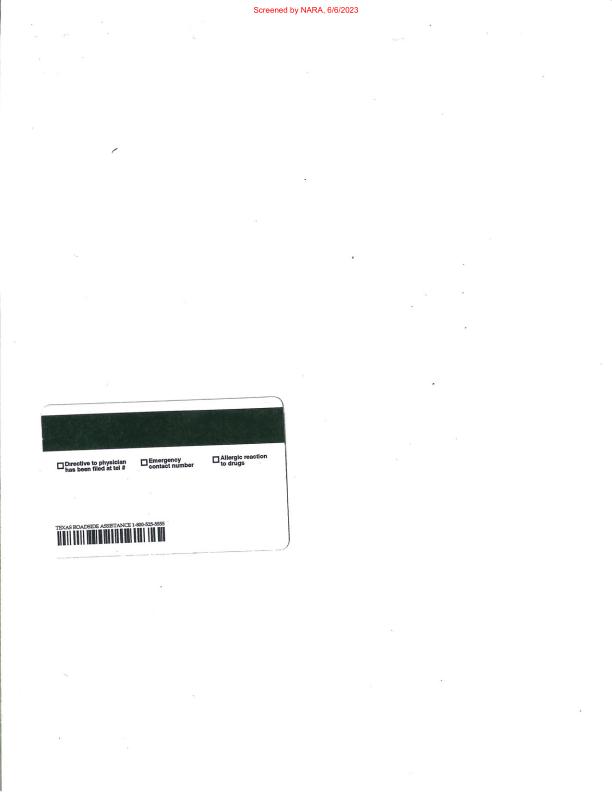 Screened by NARA, 6/6/2023
Directive to physician
has been filed at tel #
Emergency
contact number
Allergic reaction
to drugs
TEXAS ROADSIDE ASSISTANCE 1-800-525-5555